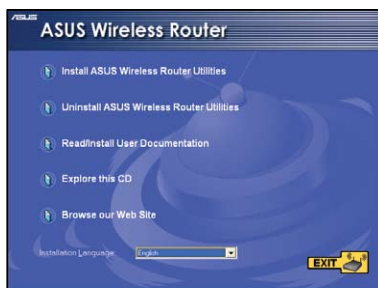 ASUS
ASUS Wireless Router
Install ASUS Wireless Router Utilities
Uninstall ASUS Wireless Router Utilities
Read/Install User Documentation
Explore this CD
Browse our Web Site
Installation Language: English
EXIT